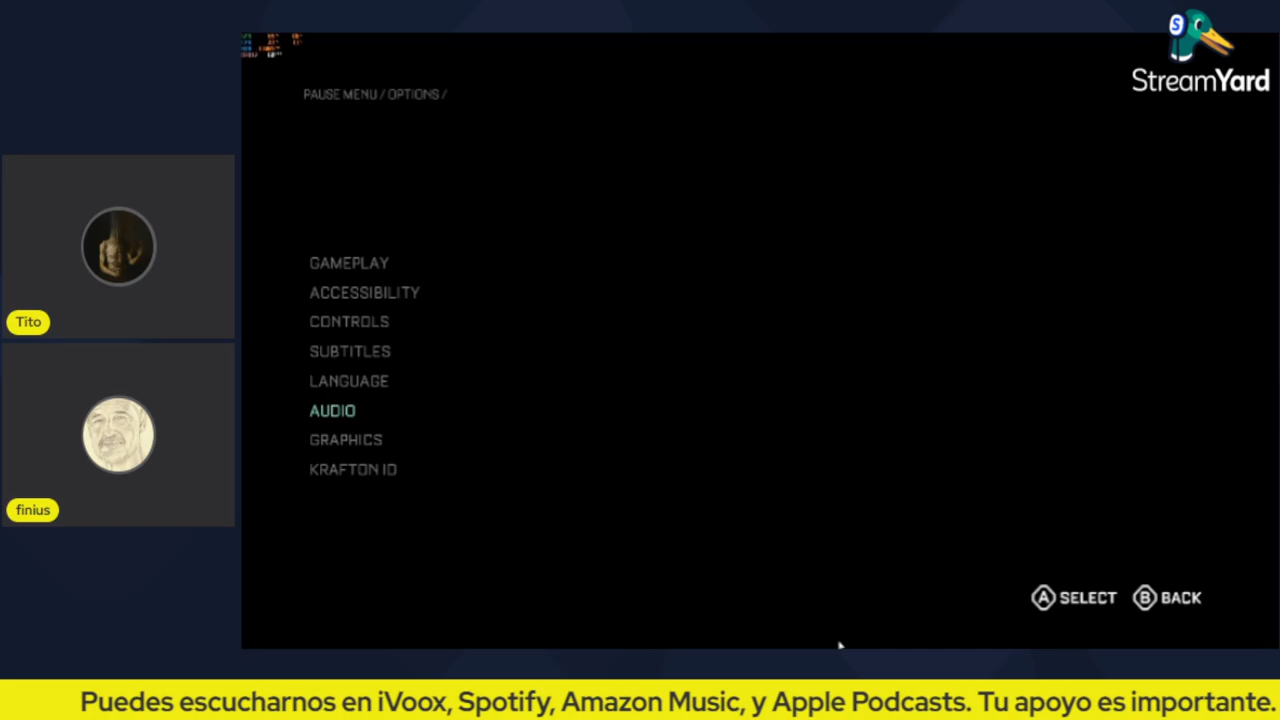 StreamYard
PAUSE MENU / OPTIONS /
GAMEPLAY
ACCESSIBILITY
CONTROLS
SUBTITLES
LANGUAGE
AUDIO
GRAPHICS
KRAFTON ID
Tito
finius
A SELECT B BACK
Puedes escucharnos en iVoox, Spotify, Amazon Music, y Apple Podcasts. Tu apoyo es importante.